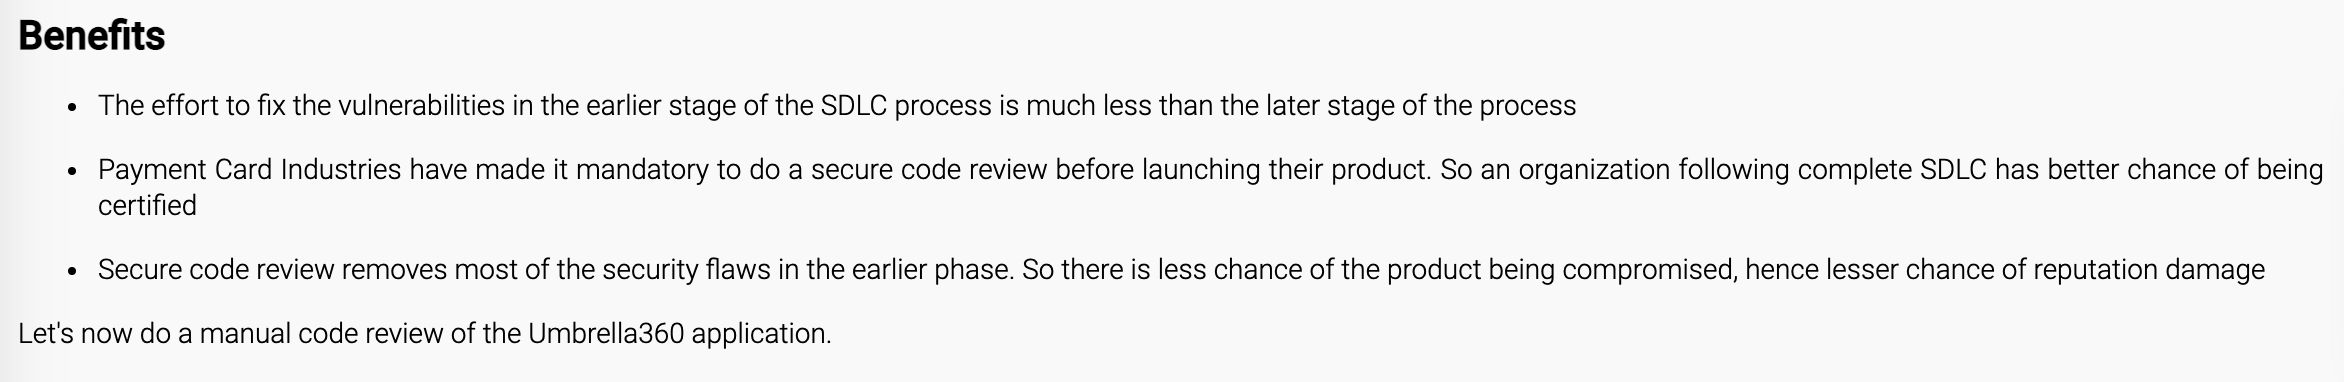 Benefits
• The effort to fix the vulnerabilities in the earlier stage of the SDLC process is much less than the later stage of the process
• Payment Card Industries have made it mandatory to do a secure code review before launching their product. So an organization following complete SDLC has better chance of being
certified
• Secure code review removes most of the security flaws in the earlier phase. So there is less chance of the product being compromised, hence lesser chance of reputation damage
Let's now do a manual code review of the Umbrella360 application.